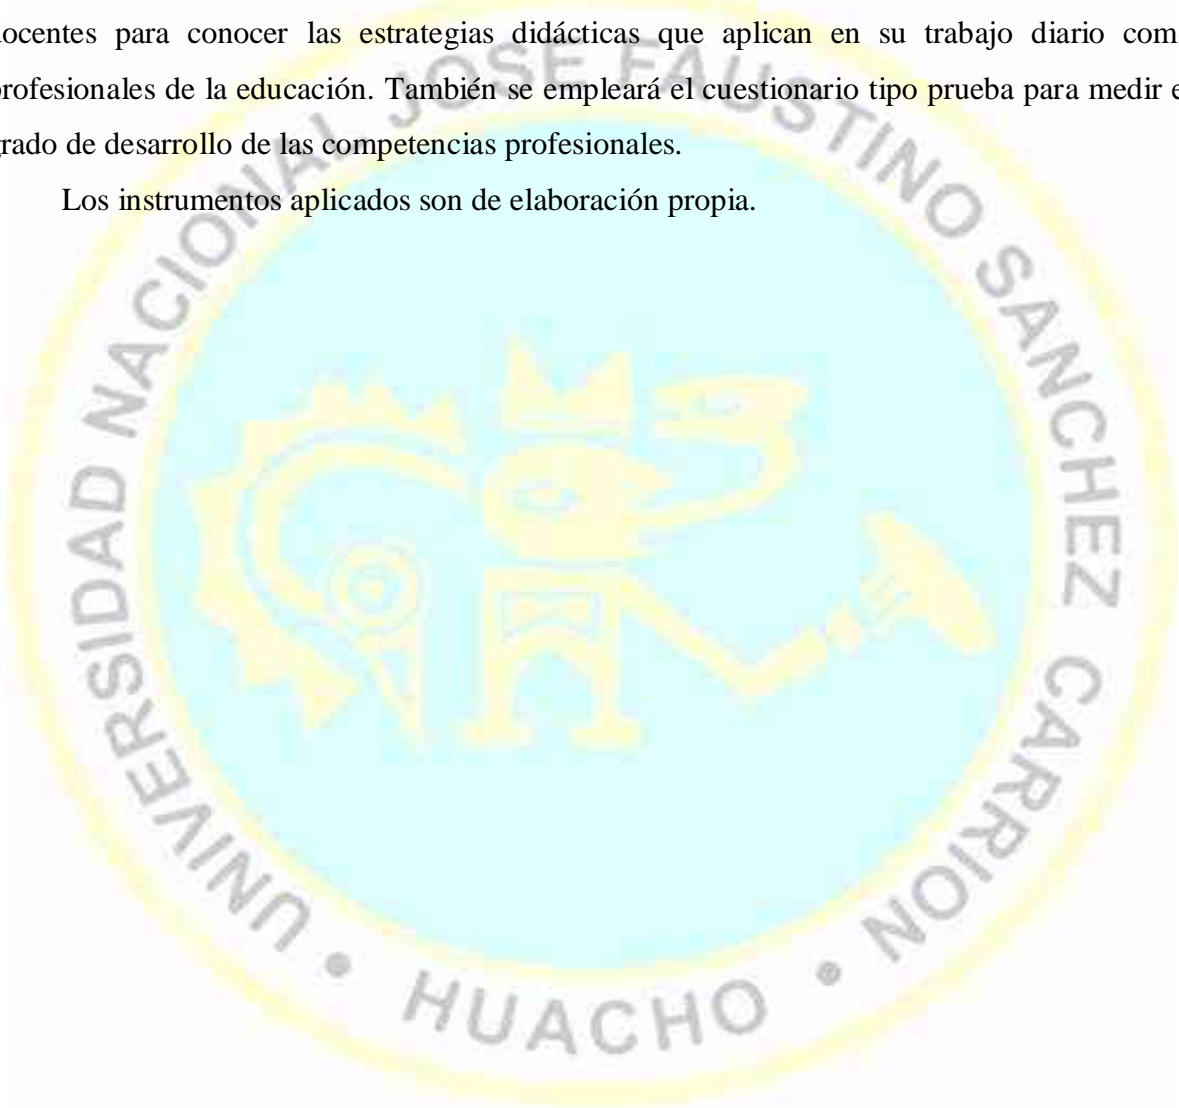 docentes para conocer las estrategias didácticas que aplican en su trabajo diario com
profesionales de la educación. También se empleará el cuestionario tipo prueba para medir e
grado de desarrollo de las competencias profesionales.
Los instrumentos aplicados son de elaboración propia.
UNIVERSIDAD NACIONAL JOSE FAUSTINO SANCHEZ CARRION
• HUACHO •